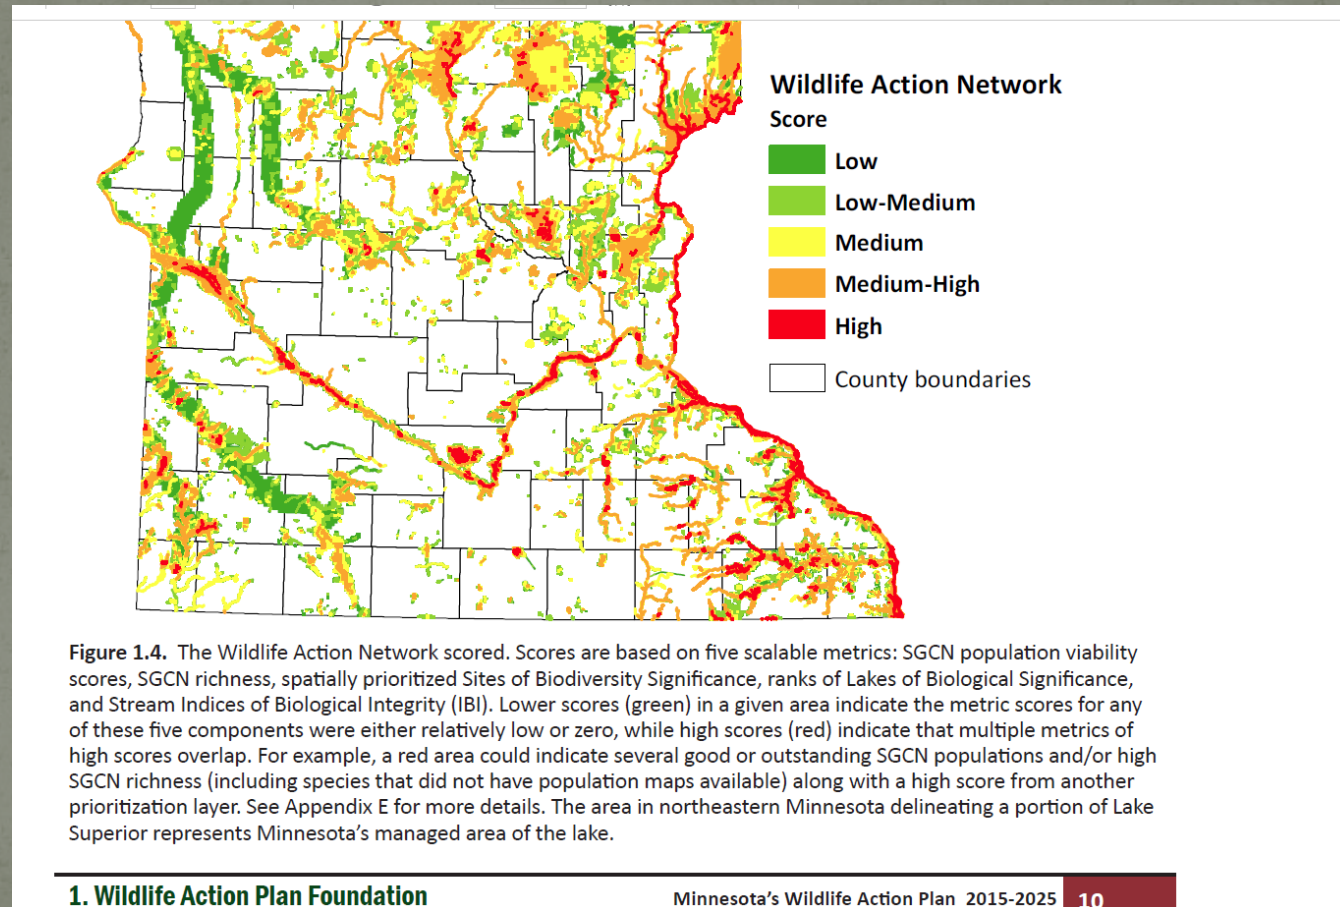 Wildlife Action Network
Score
Low
Low-Medium
Medium
Medium-High
High
County boundaries
Figure 1.4. The Wildlife Action Network scored. Scores are based on five scalable metrics: SGCN population viability
scores, SGCN richness, spatially prioritized Sites of Biodiversity Significance, ranks of Lakes of Biological Significance,
and Stream Indices of Biological Integrity (IBI). Lower scores (green) in a given area indicate the metric scores for any
of these five components were either relatively low or zero, while high scores (red) indicate that multiple metrics of
high scores overlap. For example, a red area could indicate several good or outstanding SGCN populations and/or high
SGCN richness (including species that did not have population maps available) along with a high score from another
prioritization layer. See Appendix E for more details. The area in northeastern Minnesota delineating a portion of Lake
Superior represents Minnesota’s managed area of the lake.
1. Wildlife Action Plan Foundation
Minnesota’s Wildlife Action Plan 2015-2025 10